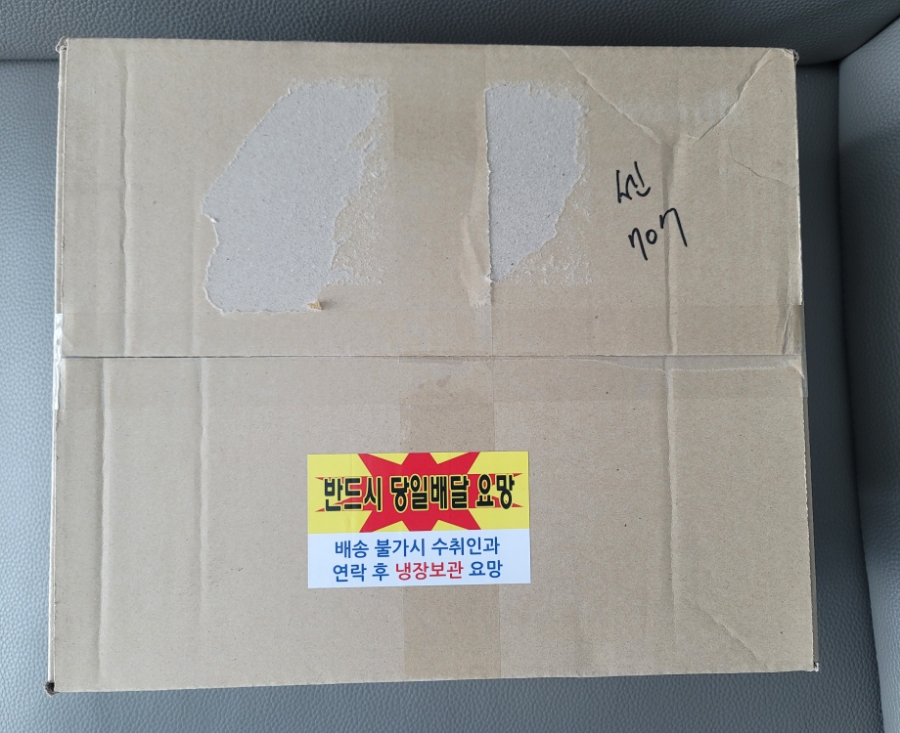 707
반드시 당일배달 요망
배송 불가시 수취인과
연락 후 냉장보관 요망